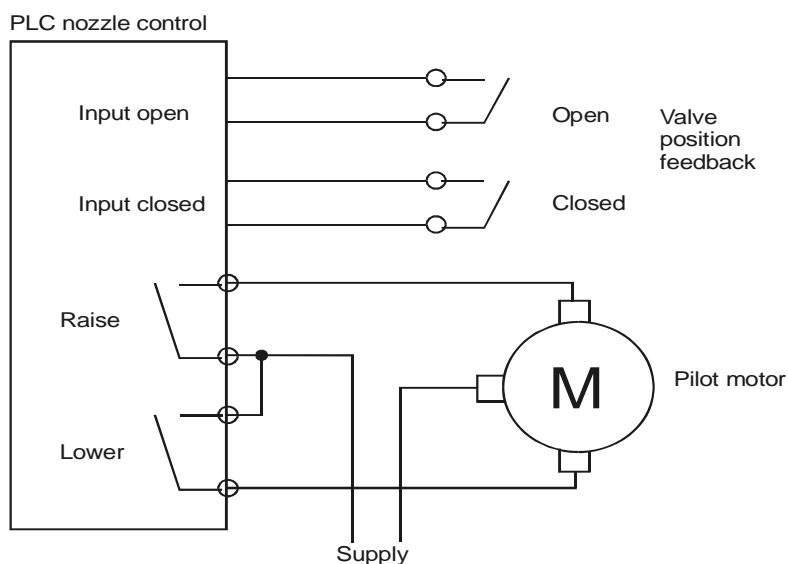 PLC nozzle control
Input open
Open
Valve
position
feedback
Input closed
Closed
Raise
M
Pilot motor
Lower
Supply